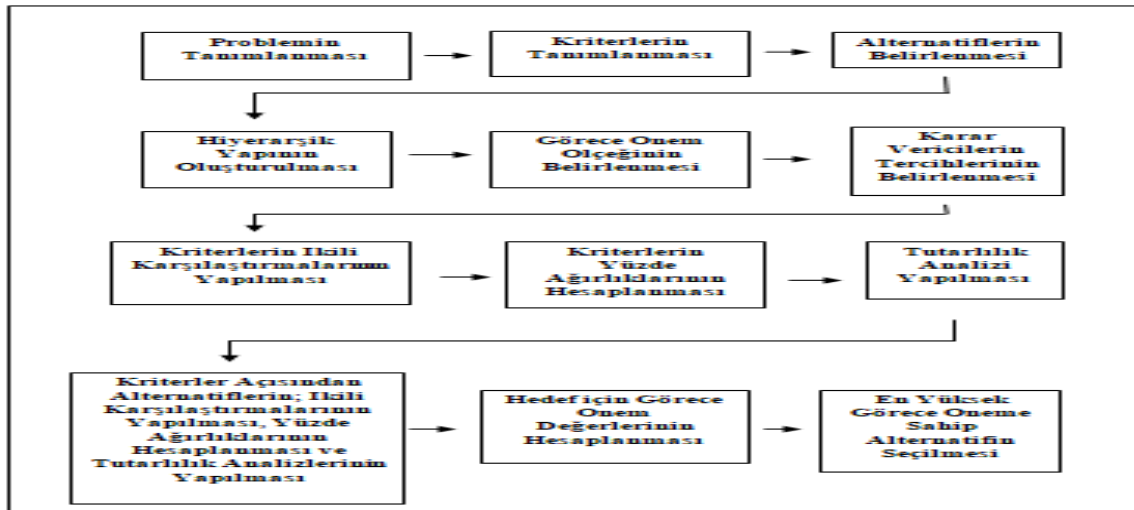 Problemin
Tanımlanması
Kriterlerin
Tanımlanması
Alternatiflerin
Belirlenmesi
Hiyerarşik
Yapının
Oluşturulması
Görece Onem
Olçeğinin
Belirlenmesi
Karar
Vericilerin
Tercihlerinin
Belirlenmesi
Kriterlerin Ikili
Karşılaştırmalarının
Yapılması
Kriterlerin
Yüzde
Ağırlıklarının
Hesaplanması
Tutarlılık
Analizi
Yapılması
Kriterler Açısından
Alternatiflerin; Ikili
Karşılaştırmalarının
Yapılması, Yüzde
Ağırlıklarının
Hesaplanması ve
Tutarlılık Analizlerinin
Yapılması
Hedef için Görece
Onem
Değerlerinin
Hesaplanması
En Yüksek
Görece Oneme
Sahip
Alternatifin
Seçilmesi